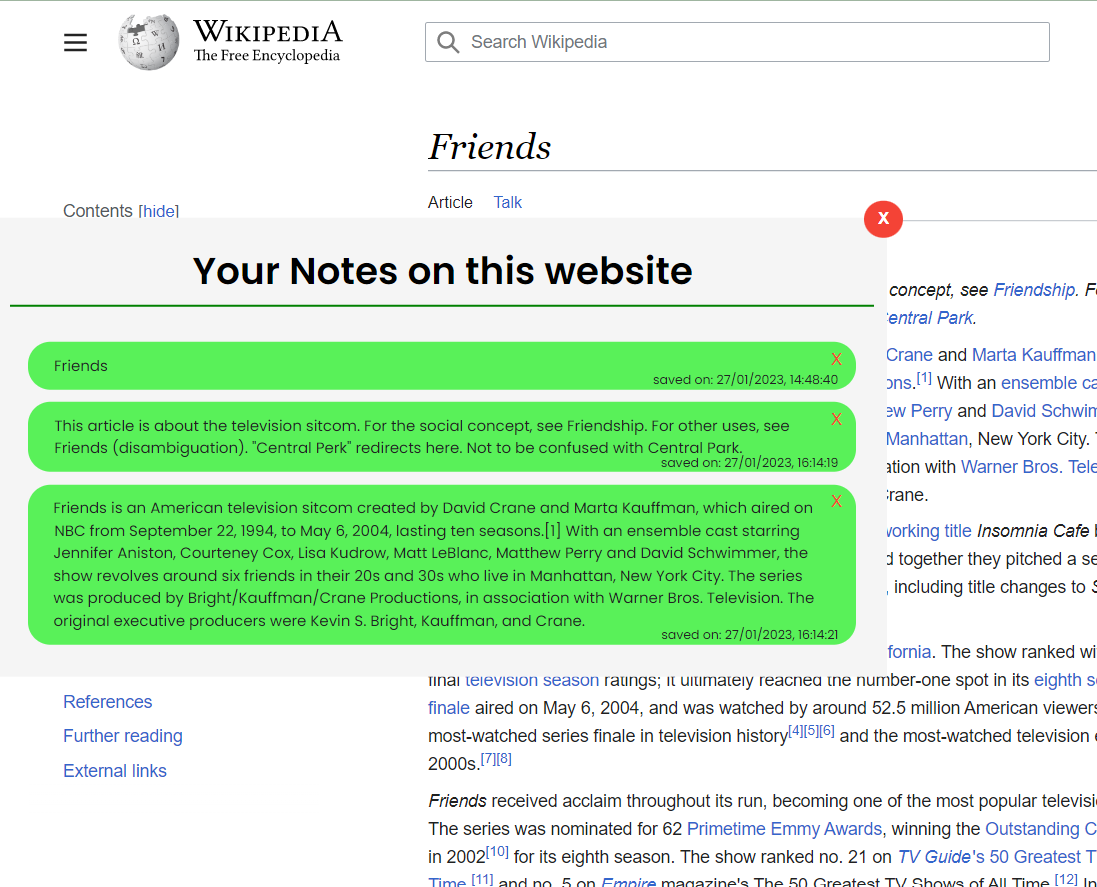 WIKIPEDIA
The Free Encyclopedia
Search Wikipedia
Friends
Contents [hide]
Article Talk
X
Your Notes on this website
Friends
X
saved on: 27/01/2023, 14:48:40
This article is about the television sitcom. For the social concept, see Friendship. For other uses, see
Friends (disambiguation). "Central Perk" redirects here. Not to be confused with Central Park.
X
saved on: 27/01/2023, 16:14:19
Friends is an American television sitcom created by David Crane and Marta Kauffman, which aired on
NBC from September 22, 1994, to May 6, 2004, lasting ten seasons.[1] With an ensemble cast starring
Jennifer Aniston, Courteney Cox, Lisa Kudrow, Matt LeBlanc, Matthew Perry and David Schwimmer, the
show revolves around six friends in their 20s and 30s who live in Manhattan, New York City. The series
was produced by Bright/Kauffman/Crane Productions, in association with Warner Bros. Television. The
original executive producers were Kevin S. Bright, Kauffman, and Crane.
X
saved on: 27/01/2023, 16:14:21
concept, see Friendship. F
entral Park.
Crane and Marta Kauffman
ons.[1] With an ensemble ca
ew Perry and David Schwim
Manhattan, New York City.
ation with Warner Bros. Tele
Crane.
working title Insomnia Cafe
d together they pitched a se
, including title changes to S
fornia. The show ranked wi
final television season ratings; it ultimately reached the number-one spot in its eighth s
finale aired on May 6, 2004, and was watched by around 52.5 million American viewers
most-watched series finale in television history[4][5][6] and the most-watched television e
2000s.[7][8]
Friends received acclaim throughout its run, becoming one of the most popular televisi
The series was nominated for 62 Primetime Emmy Awards, winning the Outstanding C
in 2002[10] for its eighth season. The show ranked no. 21 on TV Guide's 50 Greatest T
Time,[11] and no. 5 on Empire magazine's The 50 Greatest TV Shows of All Time.[12] In
References
Further reading
External links